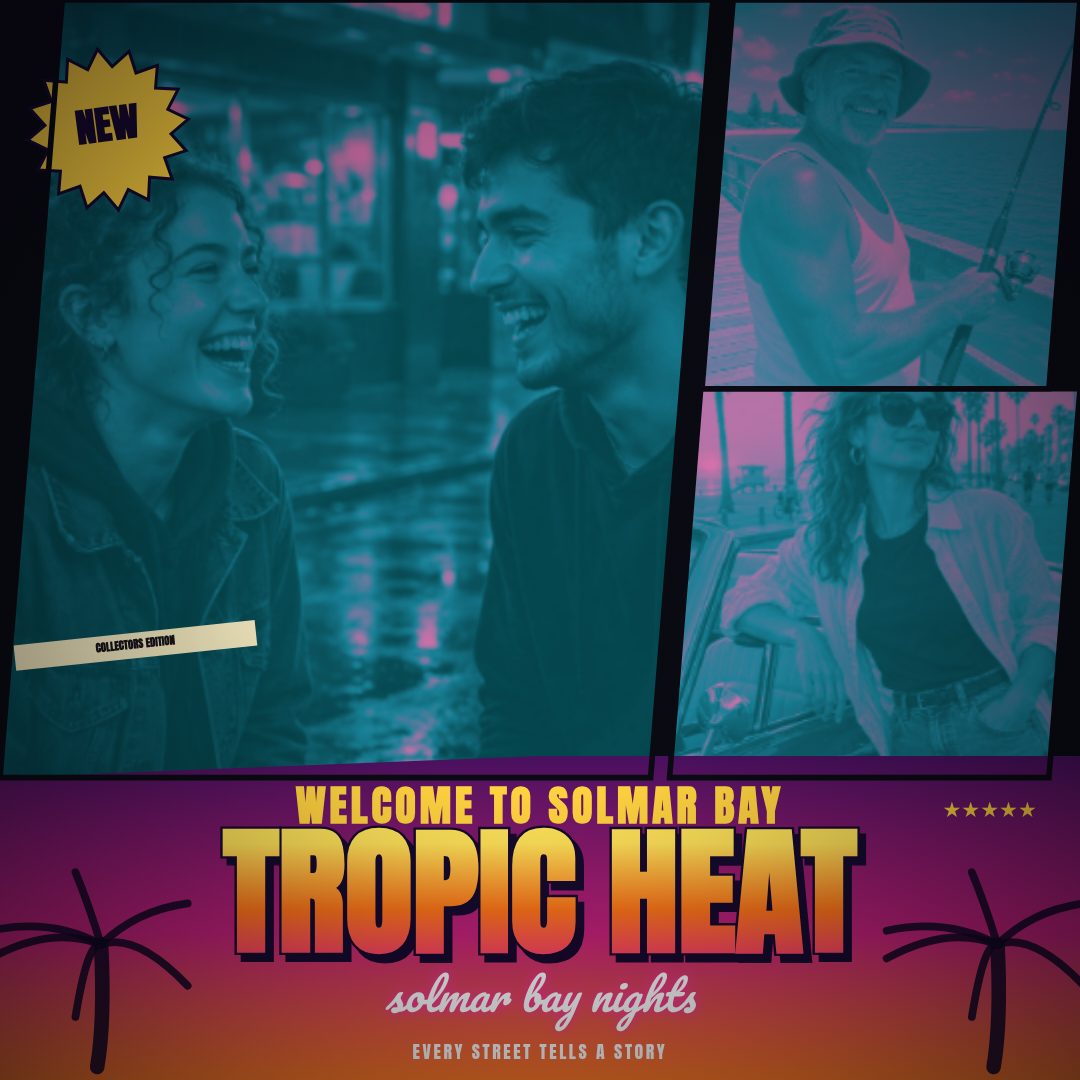 NEW
COLLECTORS EDITION
WELCOME TO SOLMAR BAY
★★★★★
TROPIC HEAT
solmar bay nights
EVERY STREET TELLS A STORY